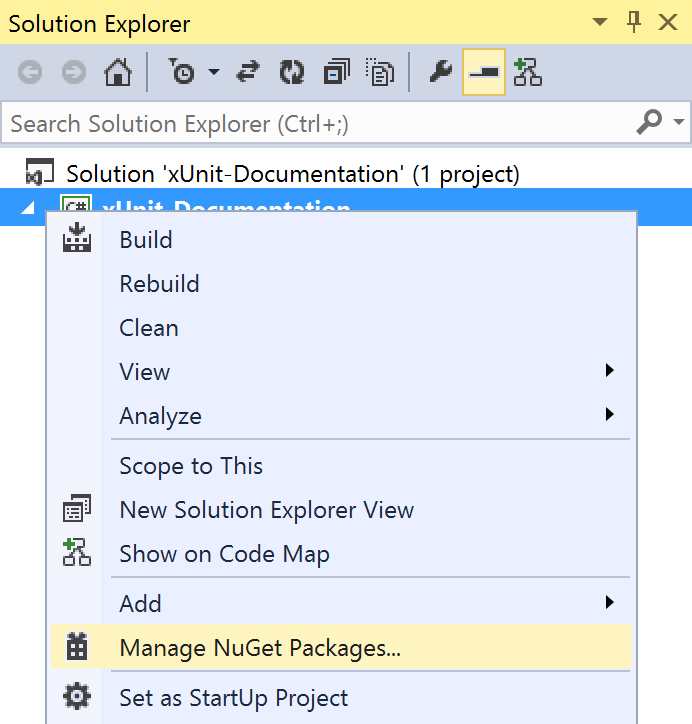 Solution Explorer
Search Solution Explorer (Ctrl+;)
Solution 'xUnit-Documentation' (1 project)
C# xUnit-Documentation
Build
Rebuild
Clean
View
Analyze
Scope to This
New Solution Explorer View
Show on Code Map
Add
Manage NuGet Packages...
Set as StartUp Project